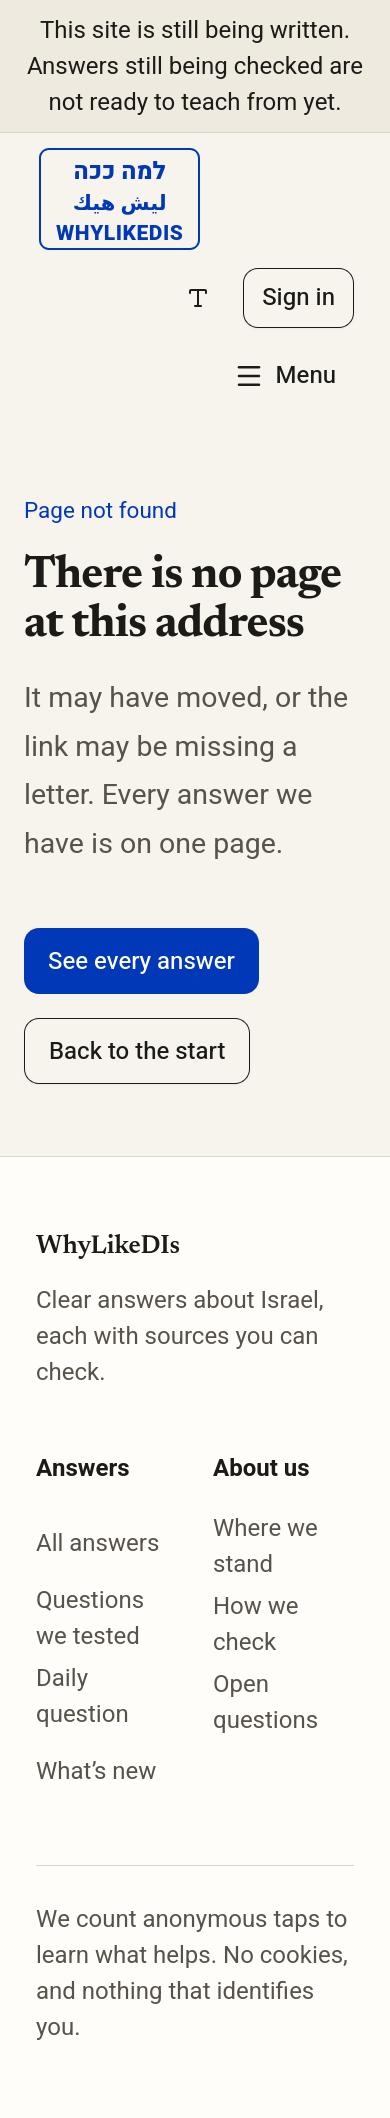 This site is still being written.
Answers still being checked are
not ready to teach from yet.
למה ככה
ليش هيك
WHYLIKEDIS
Sign in
Menu
Page not found
There is no page
at this address
It may have moved, or the
link may be missing a
letter. Every answer we
have is on one page.
See every answer
Back to the start
WhyLikeDIs
Clear answers about Israel,
each with sources you can
check.
Answers
All answers
Questions
we tested
Daily
question
What’s new
About us
Where we
stand
How we
check
Open
questions
We count anonymous taps to
learn what helps. No cookies,
and nothing that identifies
you.